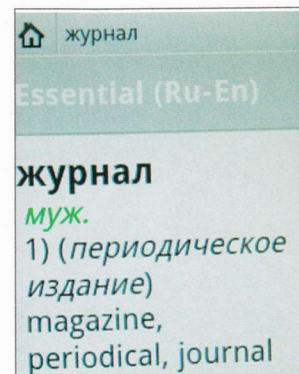 журнал
Essential (Ru-En)
журнал
муж.
1) (периодическое
издание)
magazine,
periodical, journal